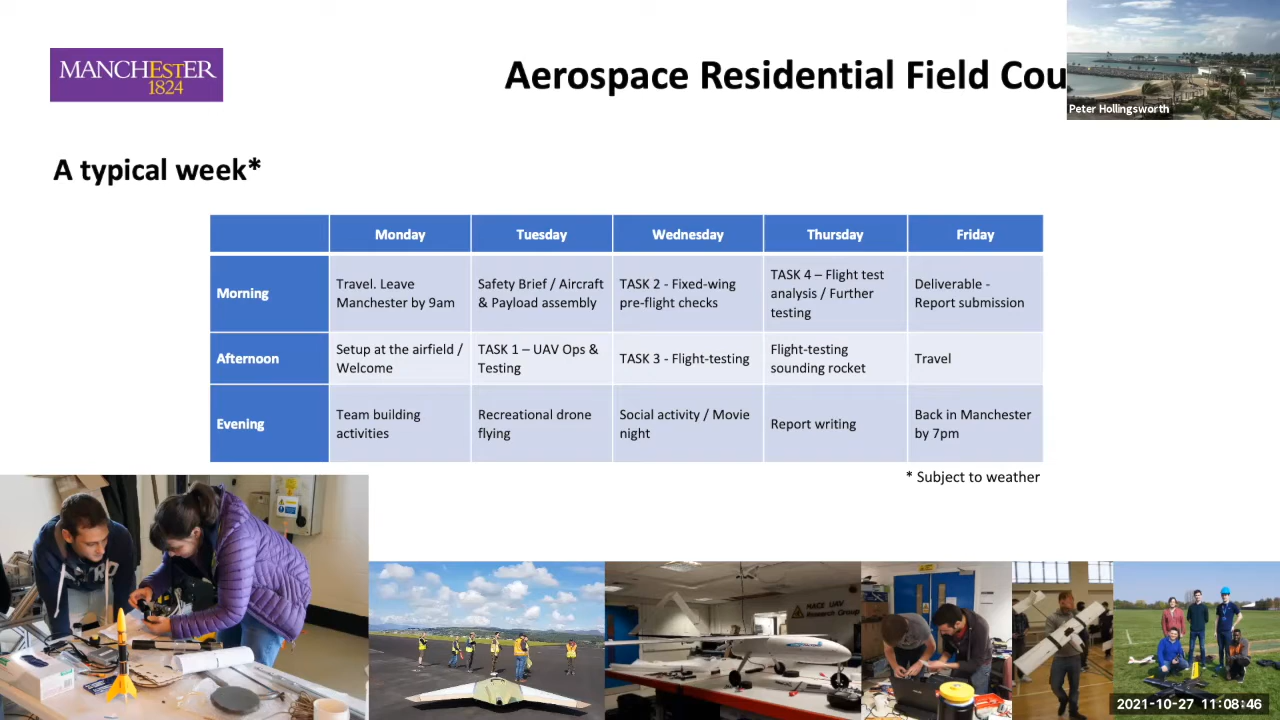 MANCHESTER
1824
Aerospace Residential Field Cou
Peter Hollingsworth
A typical week*
Monday Tuesday Wednesday Thursday Friday
Morning
Travel. Leave
Manchester by 9am
Safety Brief / Aircraft
& Payload assembly
TASK 2 - Fixed-wing
pre-flight checks
TASK 4 – Flight test
analysis / Further
testing
Deliverable -
Report submission
Afternoon
Setup at the airfield /
Welcome
TASK 1 – UAV Ops &
Testing
TASK 3 - Flight-testing
Flight-testing
sounding rocket
Travel
Evening
Team building
activities
Recreational drone
flying
Social activity / Movie
night
Report writing
Back in Manchester
by 7pm
* Subject to weather
MACE UAV
Research Group
2021-10-27 11:08:46